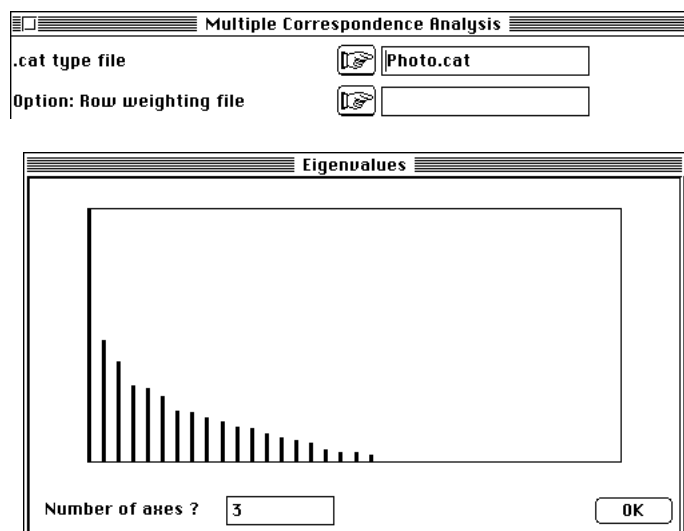 Multiple Correspondence Analysis
.cat type file Photo.cat
Option: Row weighting file
Eigenvalues
Number of axes ? 3 OK